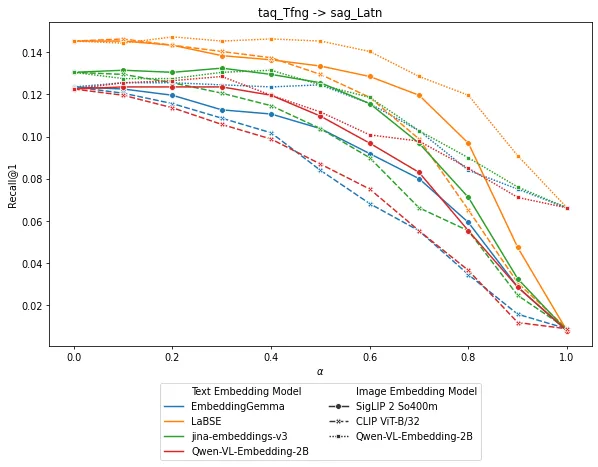 taq_Tfng -> sag_Latn
Recall@1
0.14
0.12
0.10
0.08
0.06
0.04
0.02
0.0 0.2 0.4 0.6 0.8 1.0
α
Text Embedding Model
EmbeddingGemma
LaBSE
jina-embeddings-v3
Qwen-VL-Embedding-2B
Image Embedding Model
SigLIP 2 So400m
CLIP ViT-B/32
Qwen-VL-Embedding-2B